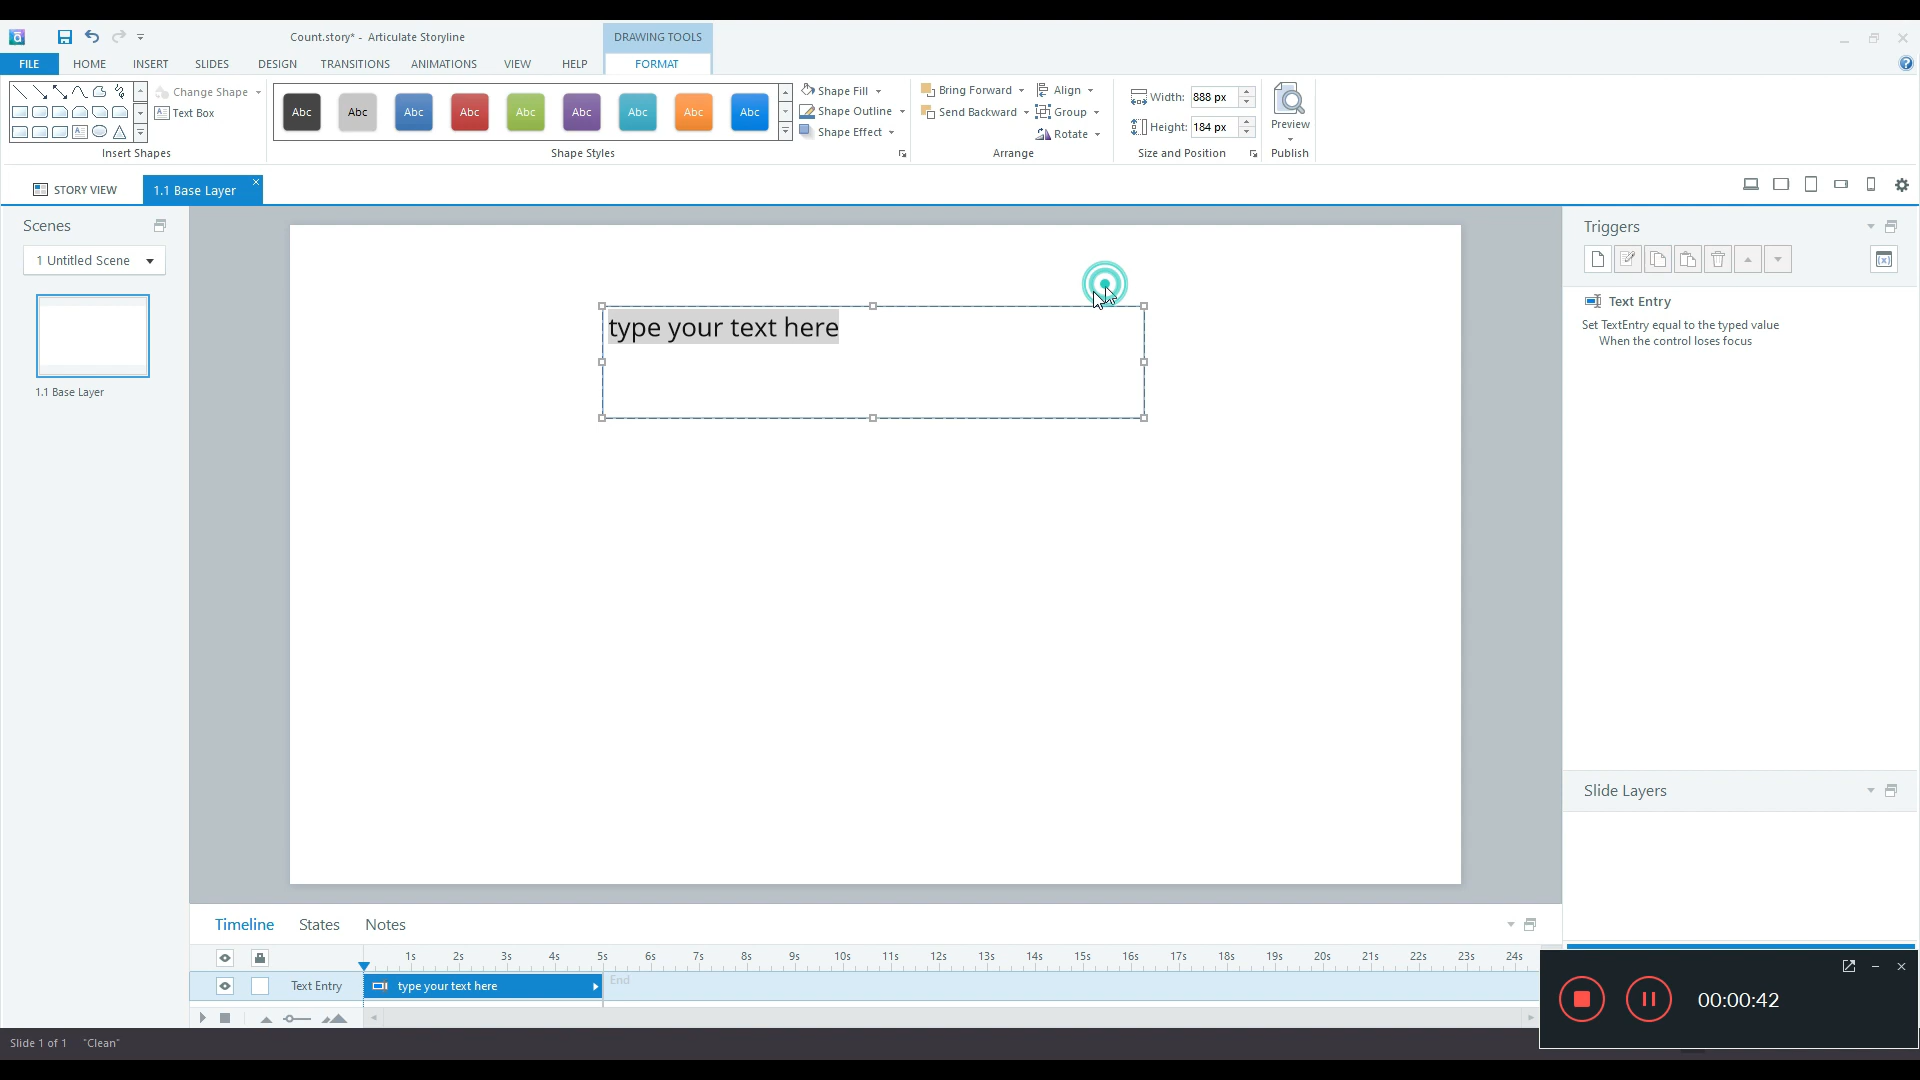 Count.story* - Articulate Storyline
DRAWING TOOLS
FILE HOME INSERT SLIDES DESIGN TRANSITIONS ANIMATIONS VIEW HELP FORMAT
Change Shape
Text Box
Insert Shapes
Abc Abc Abc Abc Abc Abc Abc Abc Abc
Shape Styles
Shape Fill
Shape Outline
Shape Effect
Bring Forward
Send Backward
Align
Group
Rotate
Arrange
Width: 888 px
Height: 184 px
Size and Position
Preview
Publish
STORY VIEW
1.1 Base Layer
Scenes
1 Untitled Scene
1.1 Base Layer
type your text here
Triggers
Text Entry
Set TextEntry equal to the typed value
When the control loses focus
Slide Layers
Timeline States Notes
1s 2s 3s 4s 5s 6s 7s 8s 9s 10s 11s 12s 13s 14s 15s 16s 17s 18s 19s 20s 21s 22s 23s 24s
Text Entry type your text here End
00:00:42
Slide 1 of 1 "Clean"